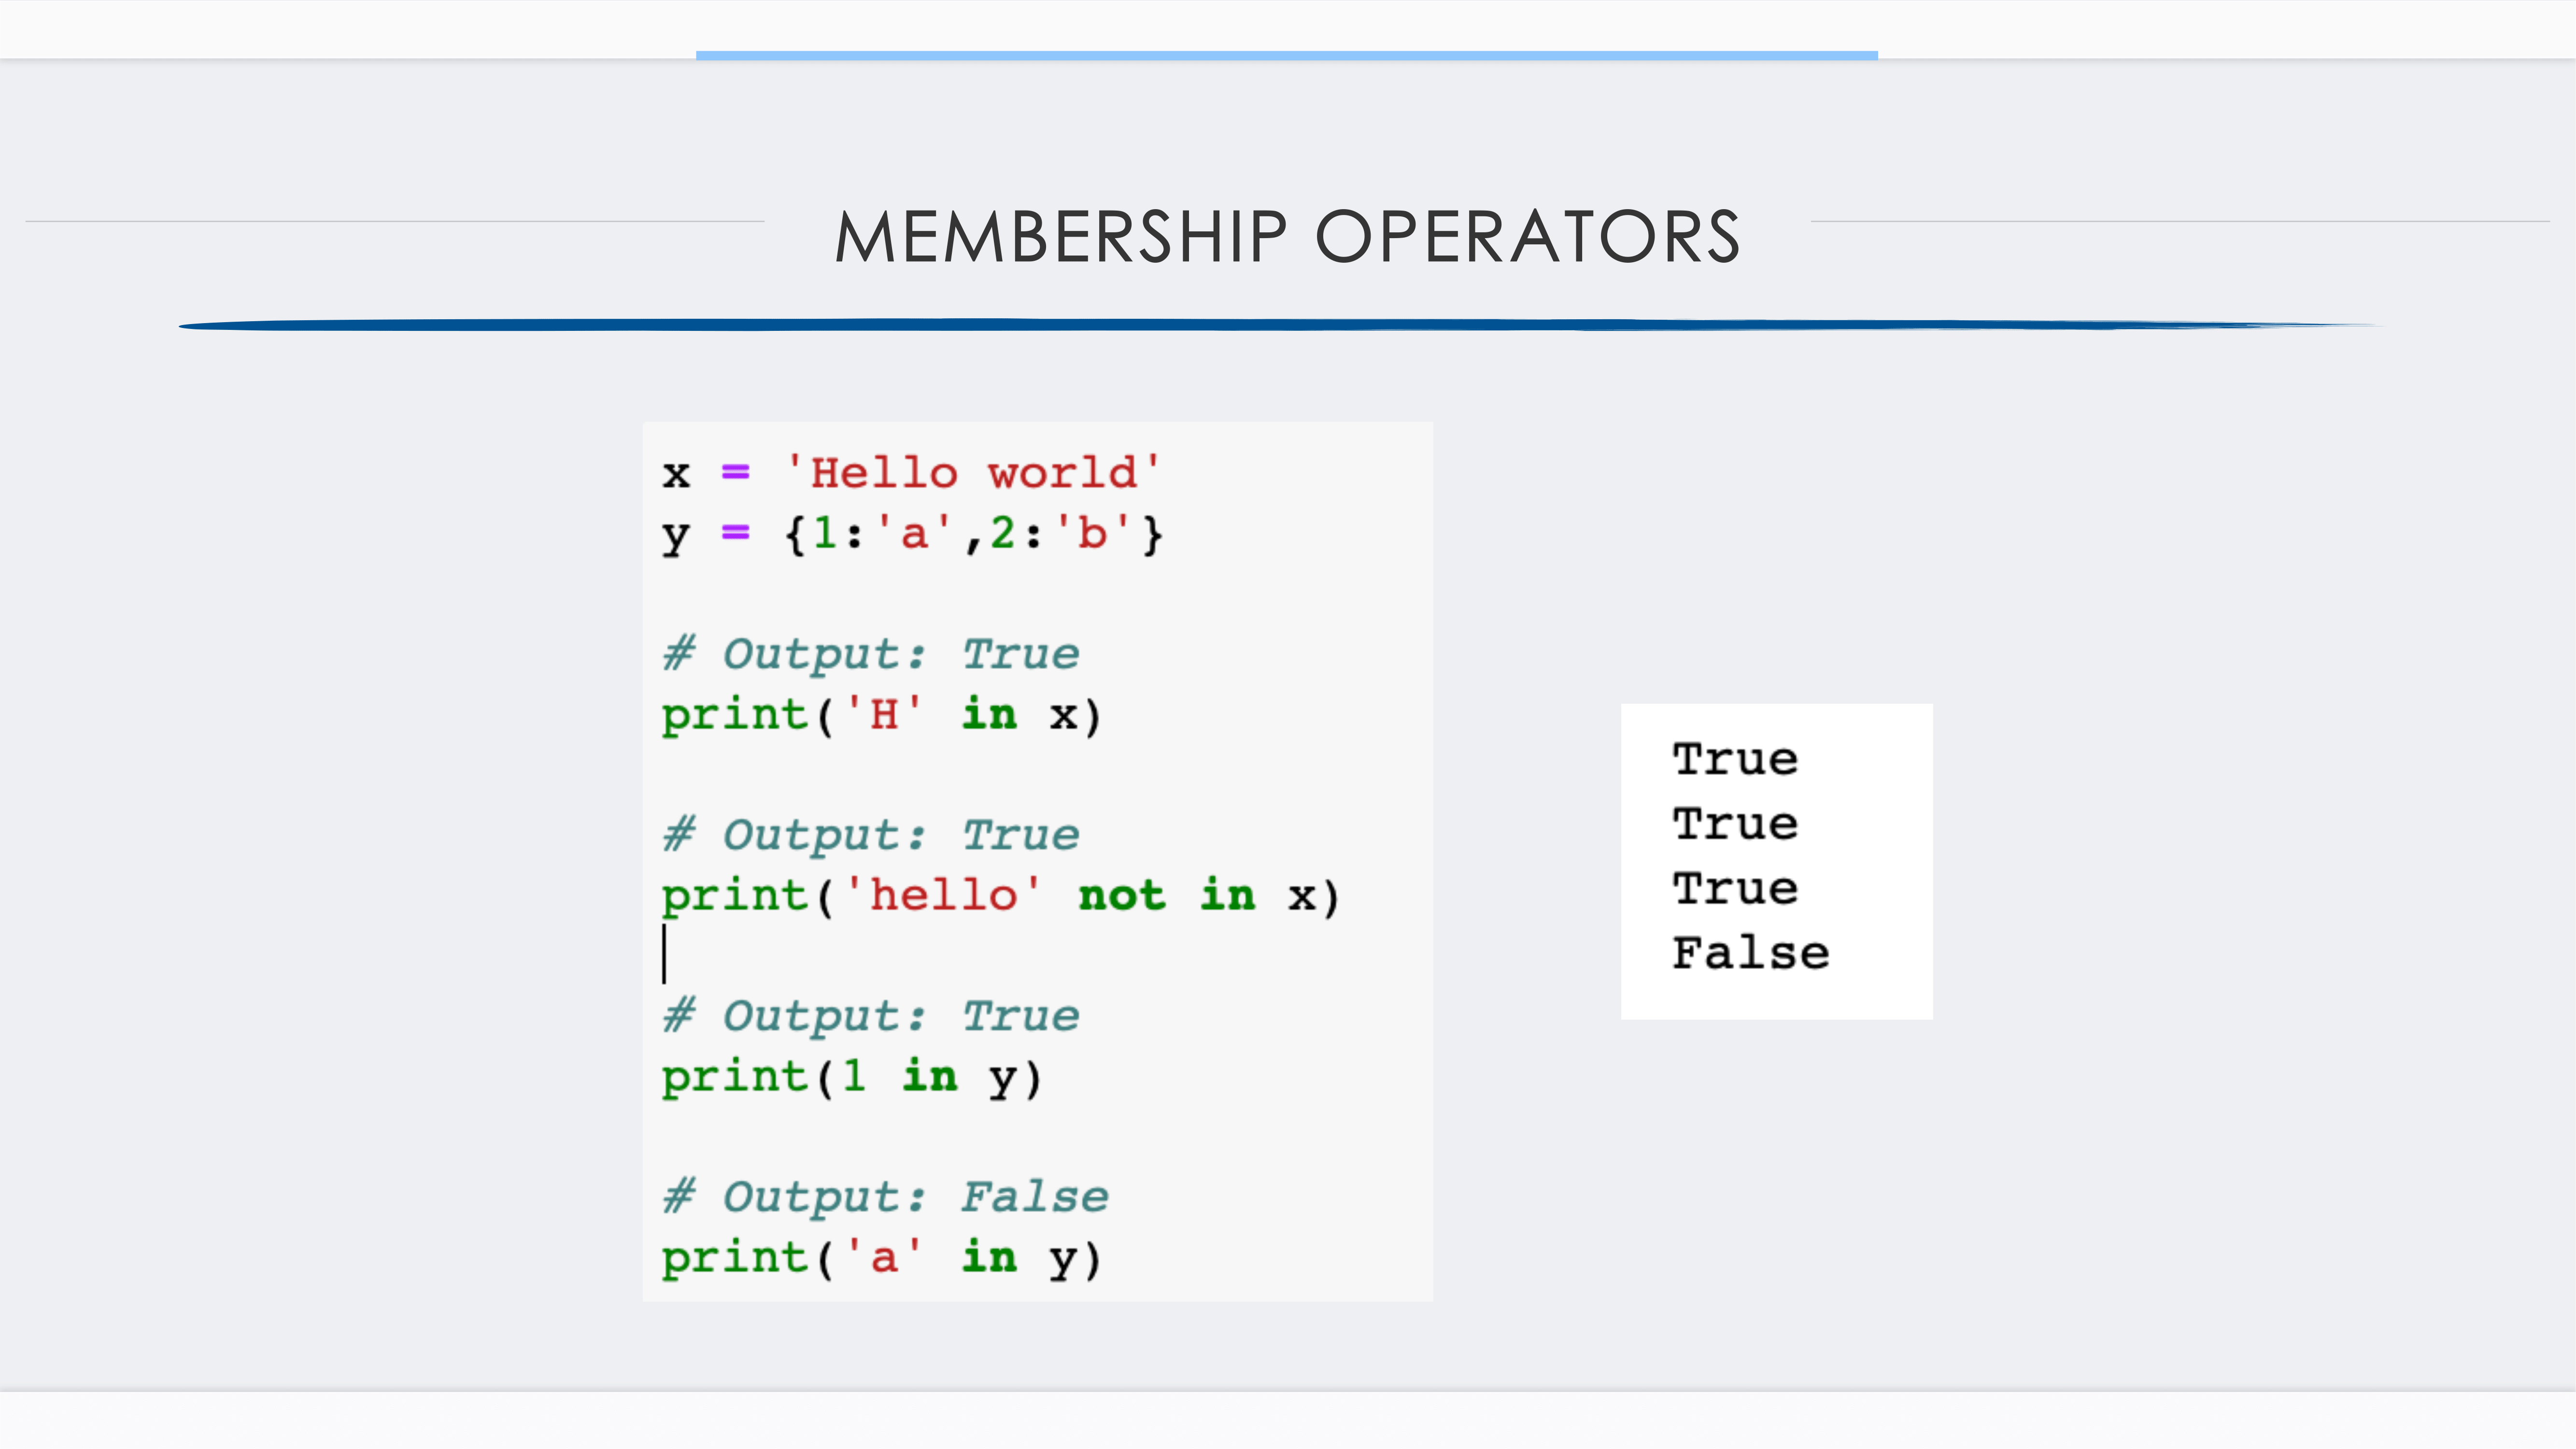 MEMBERSHIP OPERATORS
x = 'Hello world'
y = {1:'a',2:'b'}
# Output: True
print('H' in x)
# Output: True
print('hello' not in x)
# Output: True
print(1 in y)
# Output: False
print('a' in y)
True
True
True
False